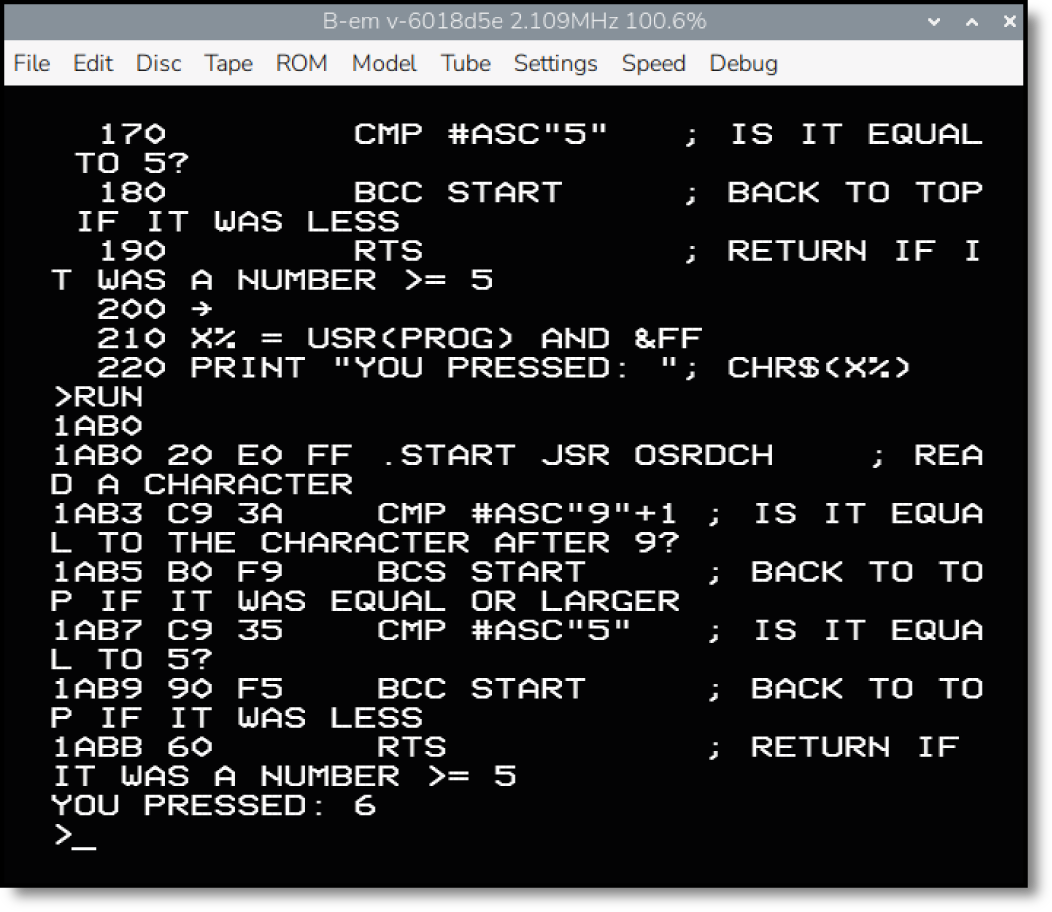 B-em v-6018d5e 2.109MHz 100.6%
File Edit Disc Tape ROM Model Tube Settings Speed Debug
170 CMP #ASC"5" ; IS IT EQUAL
TO 5?
180 BCC START ; BACK TO TOP
IF IT WAS LESS
190 RTS ; RETURN IF I
T WAS A NUMBER >= 5
200 →
210 X% = USR(PROG) AND &FF
220 PRINT "YOU PRESSED: "; CHR$(X%)
>RUN
1AB0
1AB0 20 E0 FF .START JSR OSRDCH ; REA
D A CHARACTER
1AB3 C9 3A CMP #ASC"9"+1 ; IS IT EQUA
L TO THE CHARACTER AFTER 9?
1AB5 B0 F9 BCS START ; BACK TO TO
P IF IT WAS EQUAL OR LARGER
1AB7 C9 35 CMP #ASC"5" ; IS IT EQUA
L TO 5?
1AB9 90 F5 BCC START ; BACK TO TO
P IF IT WAS LESS
1ABB 60 RTS ; RETURN IF
IT WAS A NUMBER >= 5
YOU PRESSED: 6
>_